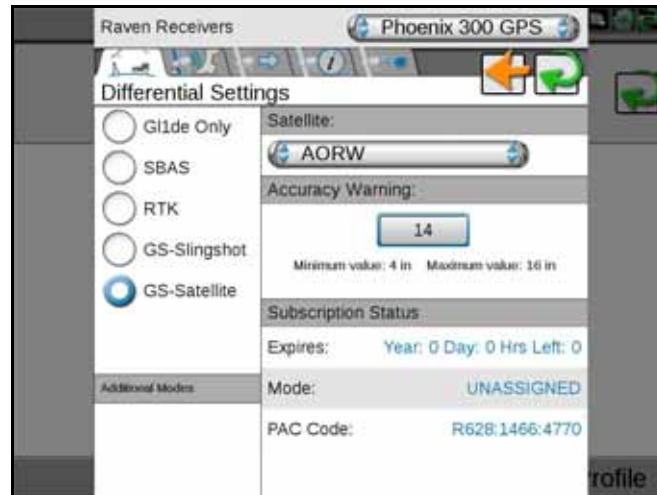 Raven Receivers
Phoenix 300 GPS
Differential Settings
Gl1de Only
SBAS
RTK
GS-Slingshot
GS-Satellite
Additional Modes
Satellite:
AORW
Accuracy Warning:
14
Minimum value: 4 in Maximum value: 16 in
Subscription Status
Expires: Year: 0 Day: 0 Hrs Left: 0
Mode: UNASSIGNED
PAC Code: R628:1466:4770
rofile